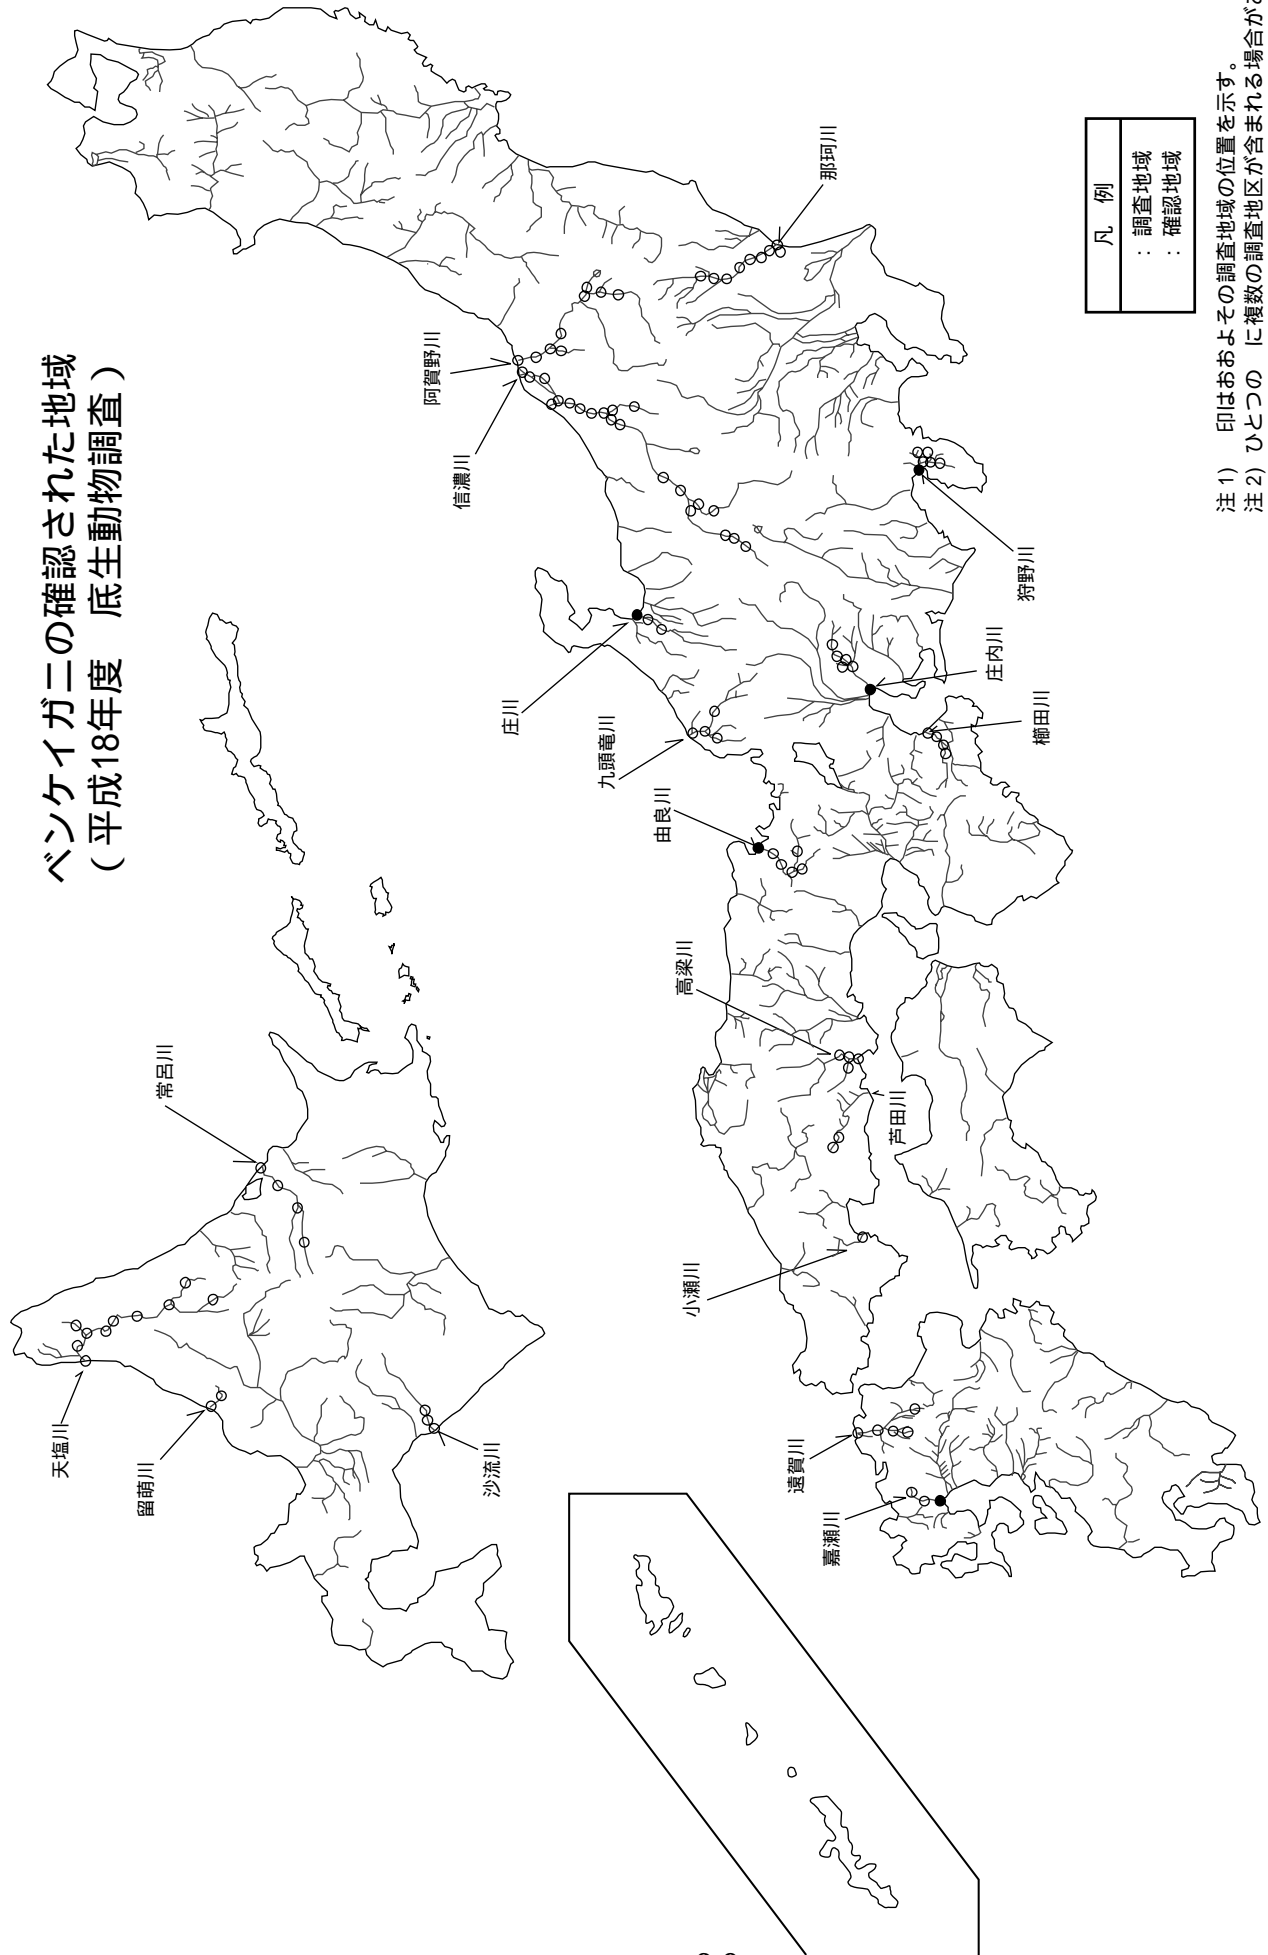 ベンケイガニの確認された地域
（平成18年度　底生動物調査）
常呂川
天塩川
留萌川
沙流川
阿賀野川
信濃川
那珂川
庄川
九頭竜川
由良川
高梁川
芦田川
小瀬川
遠賀川
嘉瀬川
狩野川
庄内川
櫛田川
凡　例
：調査地域
：確認地域
注1）　印はおおよその調査地域の位置を示す。
注2）ひとつの　に複数の調査地区が含まれる場合が